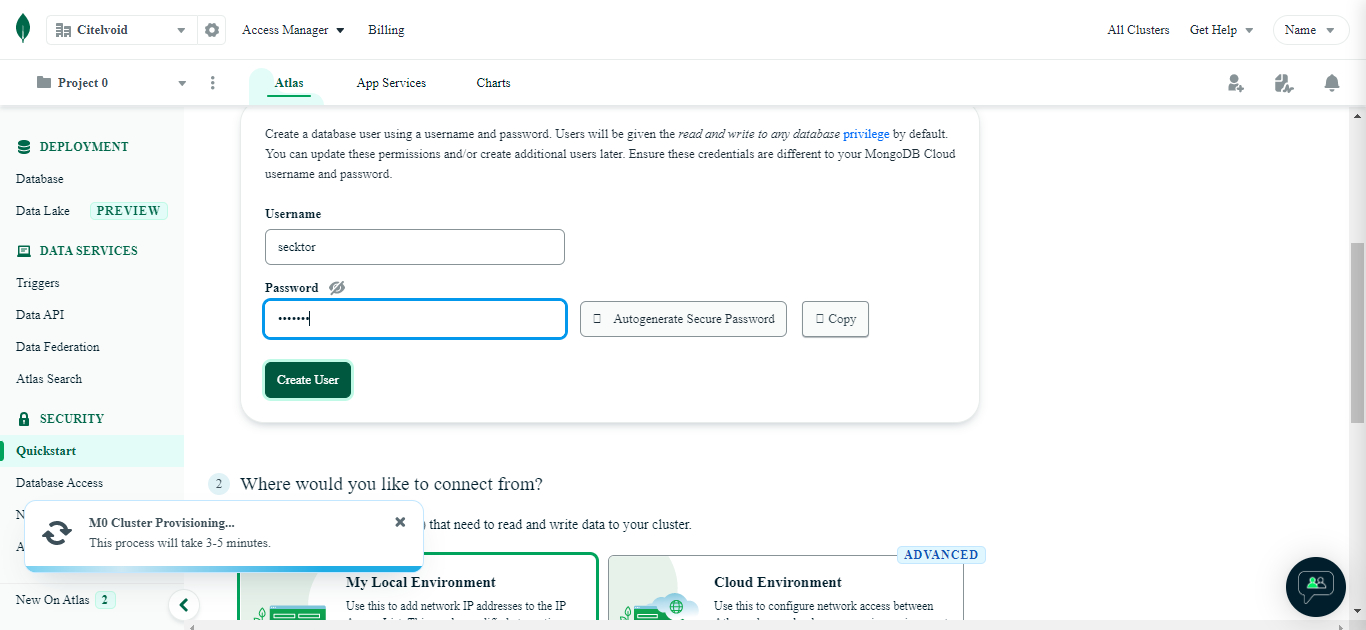 Citelvoid
Access Manager
Billing
All Clusters
Get Help
Name
Project 0
Atlas
App Services
Charts
DEPLOYMENT
Database
Data Lake PREVIEW
DATA SERVICES
Triggers
Data API
Data Federation
Atlas Search
SECURITY
Quickstart
Database Access
N
A
New On Atlas 2
Create a database user using a username and password. Users will be given the read and write to any database privilege by default.
You can update these permissions and/or create additional users later. Ensure these credentials are different to your MongoDB Cloud
username and password.
Username
secktor
Password
•••••••
Autogenerate Secure Password
Copy
Create User
2 Where would you like to connect from?
) that need to read and write data to your cluster.
M0 Cluster Provisioning...
This process will take 3-5 minutes.
My Local Environment
Use this to add network IP addresses to the IP
ADVANCED
Cloud Environment
Use this to configure network access between